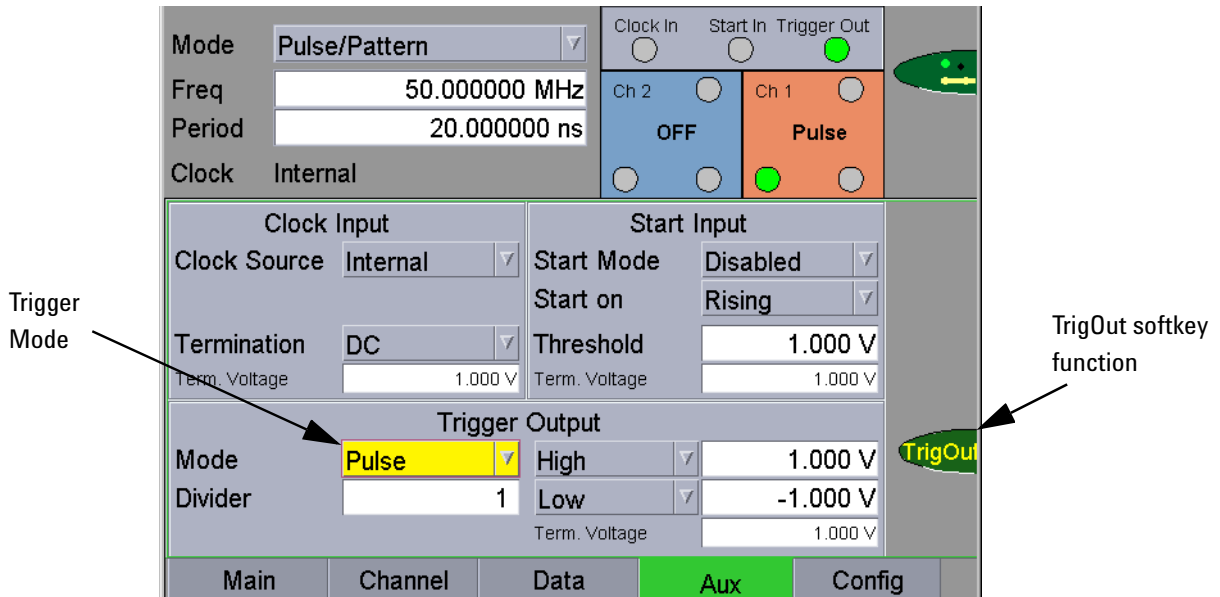 Clock In Start In Trigger Out
Mode Pulse/Pattern
Freq 50.000000 MHz
Period 20.000000 ns
Clock Internal
Ch 2
OFF
Ch 1
Pulse
Clock Input
Clock Source Internal
Termination DC
Term. Voltage 1.000 V
Start Input
Start Mode Disabled
Start on Rising
Threshold 1.000 V
Term. Voltage 1.000 V
Trigger
Mode
TrigOut softkey
function
Trigger Output
Mode Pulse High 1.000 V
Divider 1 Low -1.000 V
Term. Voltage 1.000 V
TrigOut
Main Channel Data Aux Config